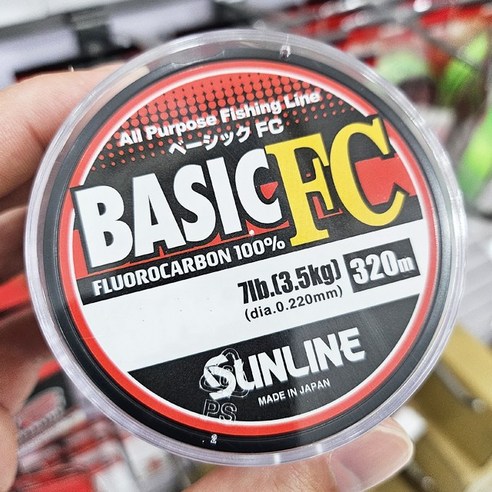 All Purpose Fishing Line
ベーシック FC
BASIC FC
FLUOROCARBON 100%
7lb.(3.5kg) 320m
(dia.0.220mm)
SUNLINE
MADE IN JAPAN
PS